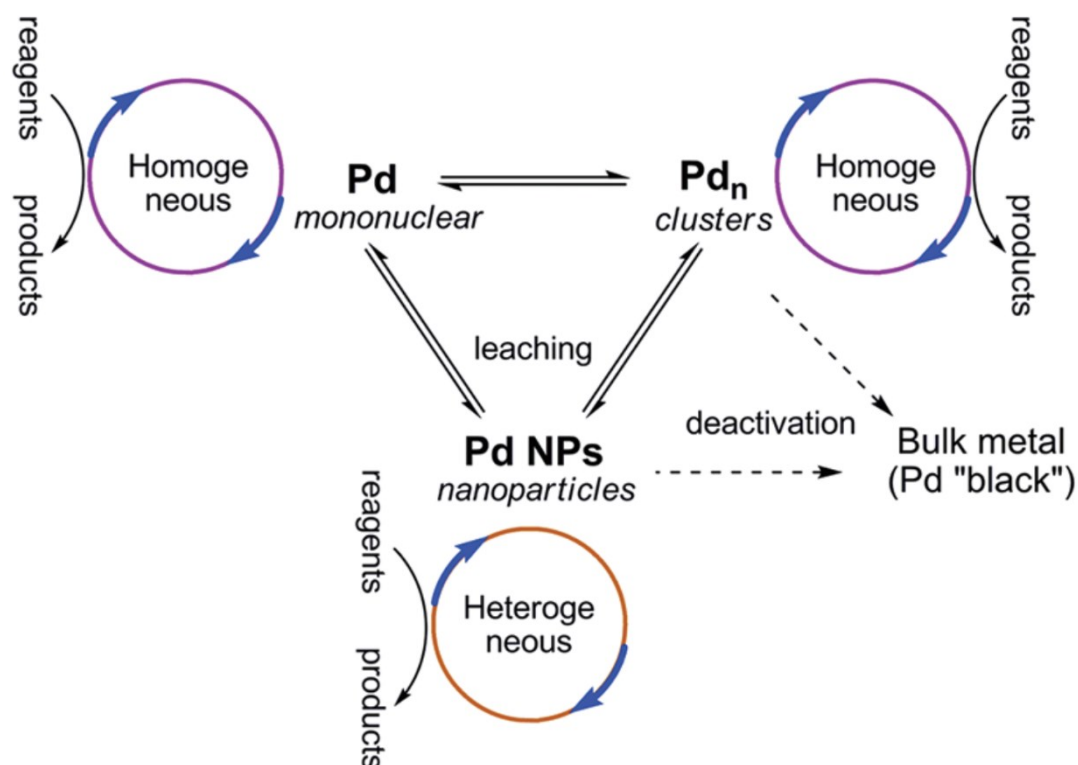 reagents
products
Homoge
neous
Pd
mononuclear
Pdn
clusters
Homoge
neous
reagents
products
leaching
Pd NPs
nanoparticles
deactivation
Bulk metal
(Pd "black")
reagents
products
Heteroge
neous